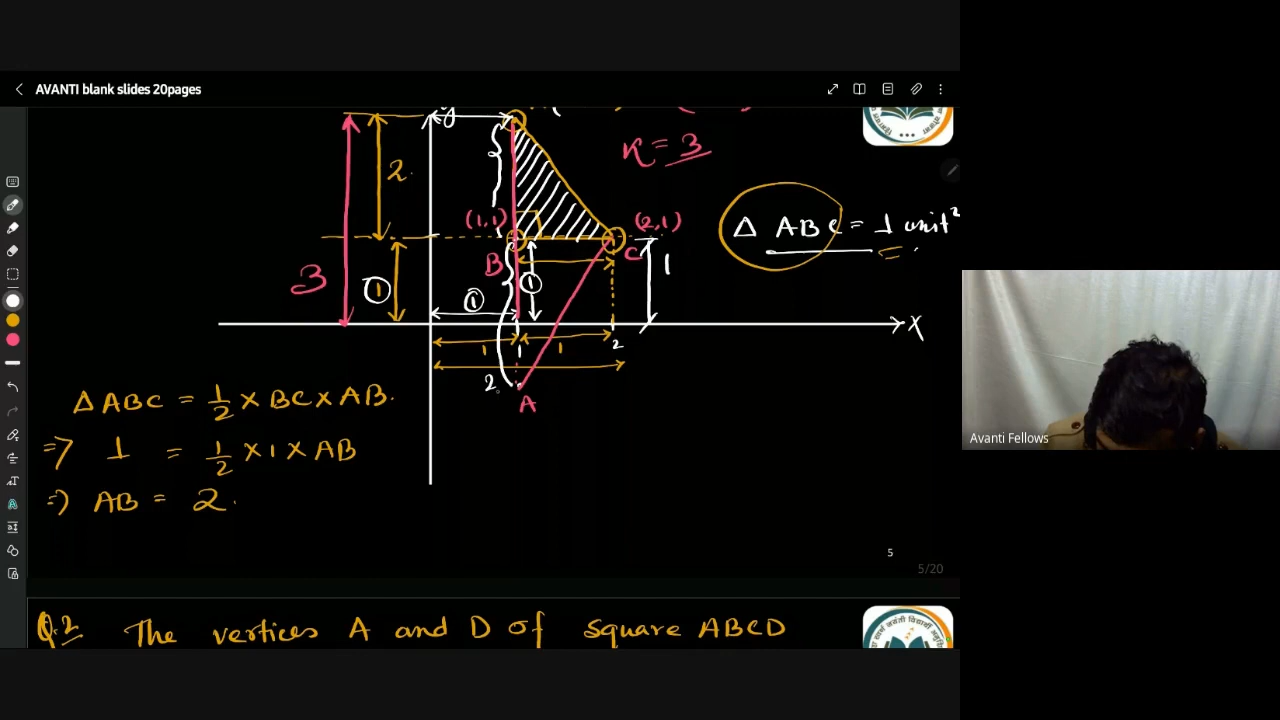 AVANTI blank slides 20pages
K = 3
2.
(1,1)
(2,1)
Δ ABC = 1 unit²
B
C
3
1
1
1
1
X
1
1
1
2
2
A
Δ ABC = 1/2 × BC × AB.
=> 1 = 1/2 × 1 × AB
=> AB = 2.
5
5/20
Q.2 The vertices A and D of square ABCD
Avanti Fellows